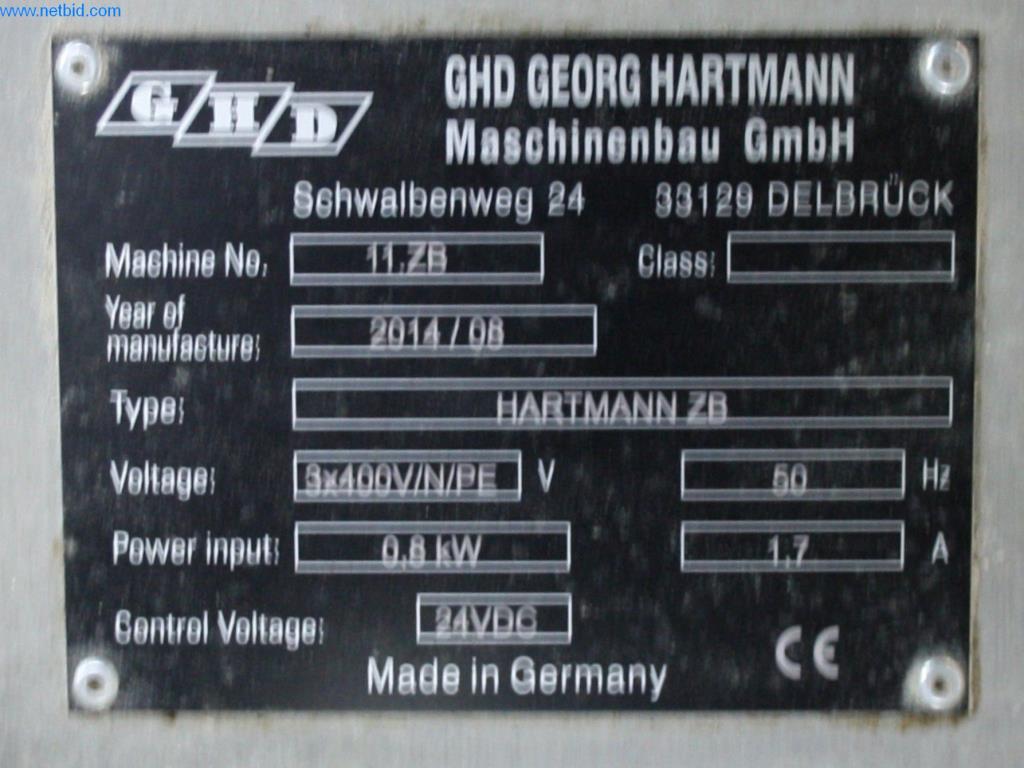 www.netbid.com
GHD
GHD GEORG HARTMANN
Maschinenbau GmbH
Schwalbenweg 24 33129 DELBRÜCK
Machine No. 11.ZB Class:
Year of
manufacture: 2014 / 08
Type: HARTMANN ZB
Voltage: 3x400V/N/PE V 50 Hz
Power input: 0,8 kW 1,7 A
Control Voltage: 24VDC
CE
Made in Germany